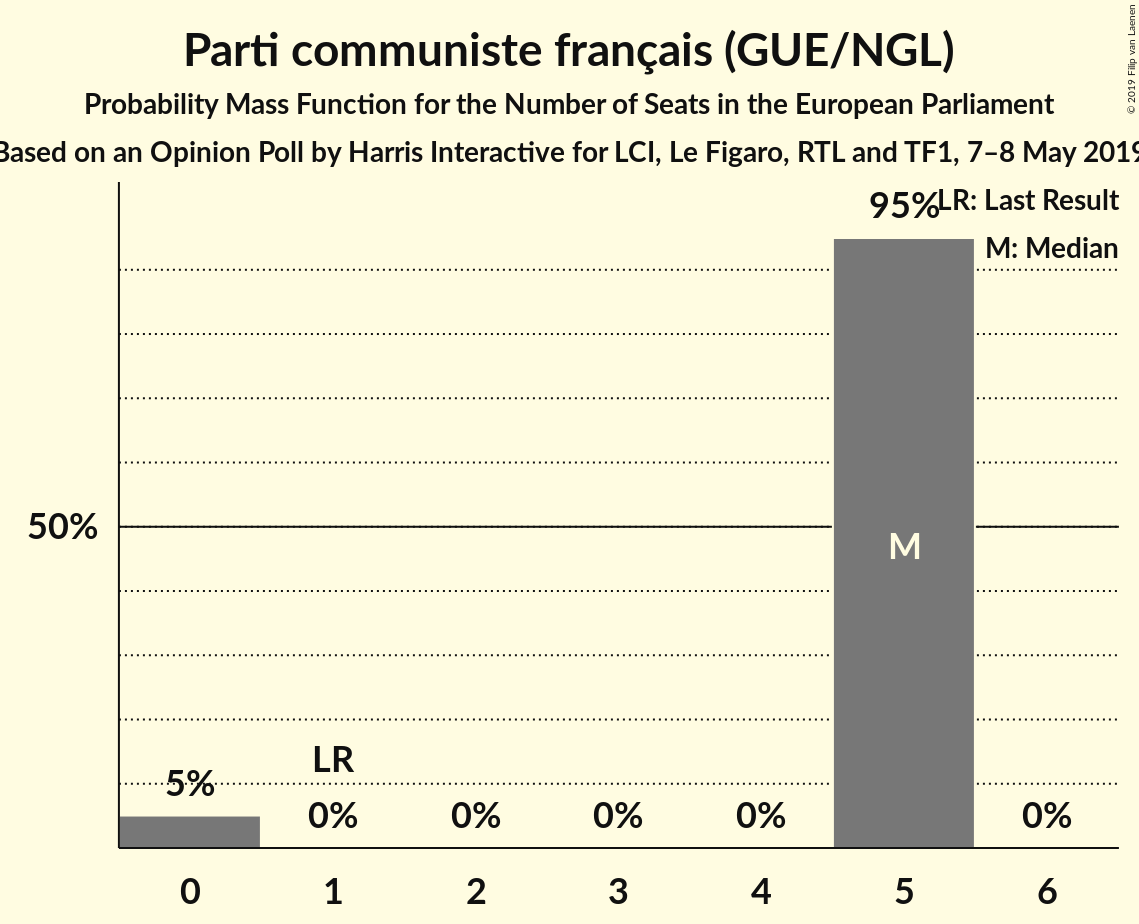 Parti communiste français (GUE/NGL)
Probability Mass Function for the Number of Seats in the European Parliament
Based on an Opinion Poll by Harris Interactive for LCI, Le Figaro, RTL and TF1, 7–8 May 2019
© 2019 Filip van Laenen
95%
LR: Last Result
M: Median
50%
M
LR
5%
0% 0% 0% 0% 0%
0 1 2 3 4 5 6